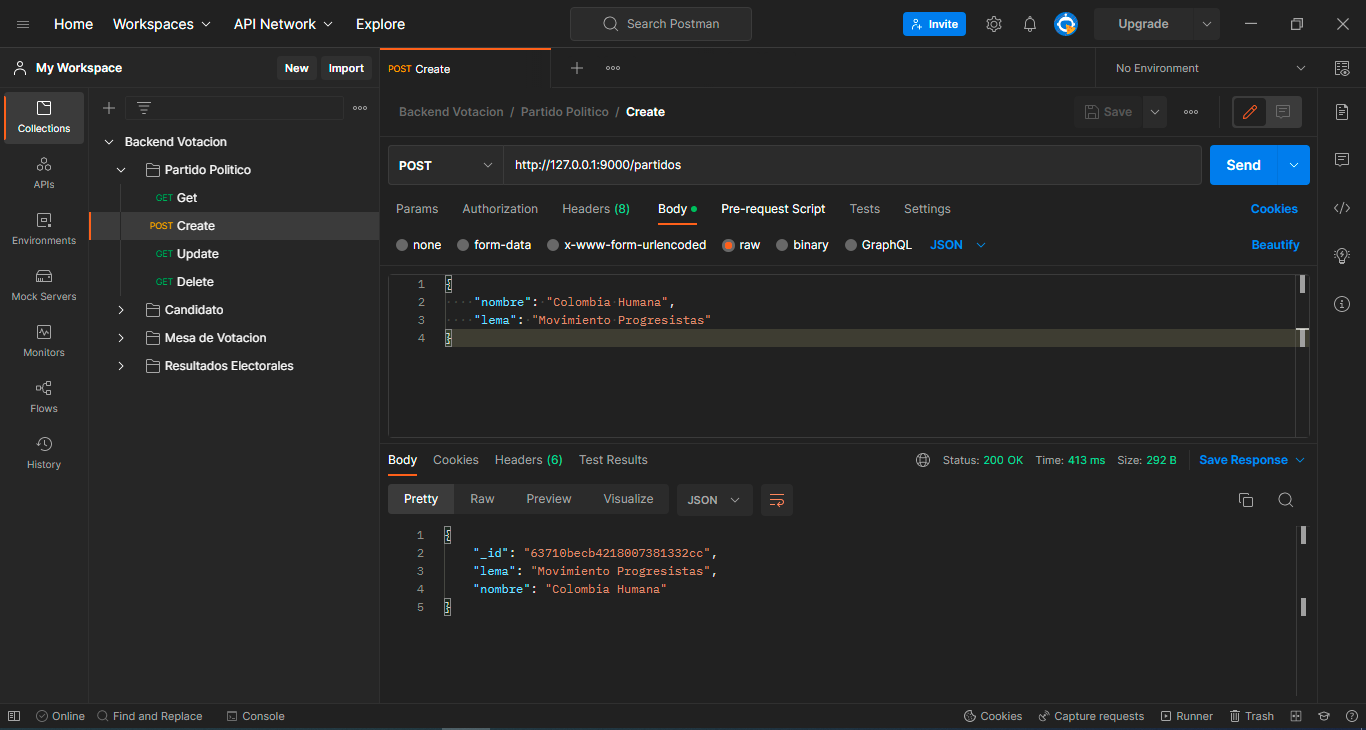 Home Workspaces API Network Explore Search Postman Invite Upgrade
My Workspace New Import POST Create No Environment
Collections
APIs
Environments
Mock Servers
Monitors
Flows
History
Backend Votacion
Partido Politico
GET Get
POST Create
GET Update
GET Delete
Candidato
Mesa de Votacion
Resultados Electorales
Backend Votacion / Partido Politico / Create Save
POST http://127.0.0.1:9000/partidos Send
Params Authorization Headers (8) Body Pre-request Script Tests Settings Cookies
none form-data x-www-form-urlencoded raw binary GraphQL JSON Beautify
1 {
2 "nombre": "Colombia Humana",
3 "lema": "Movimiento Progresistas"
4 }
Body Cookies Headers (6) Test Results Status: 200 OK Time: 413 ms Size: 292 B Save Response
Pretty Raw Preview Visualize JSON
1 {
2 "_id": "63710becb4218007381332cc",
3 "lema": "Movimiento Progresistas",
4 "nombre": "Colombia Humana"
5 }
Online Find and Replace Console Cookies Capture requests Runner Trash